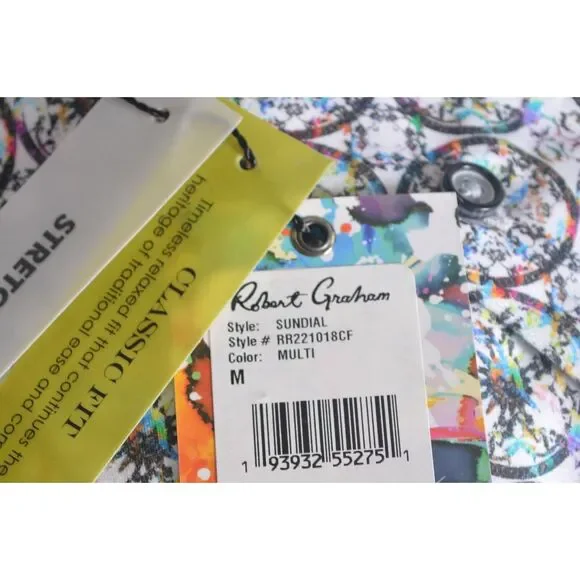 STRETC
CLASSIC FIT
Timeless relaxed fit that continues the
heritage of traditional ease and com
Robert Graham
Style: SUNDIAL
Style # RR221018CF
Color: MULTI
M
1 93932 55275 1